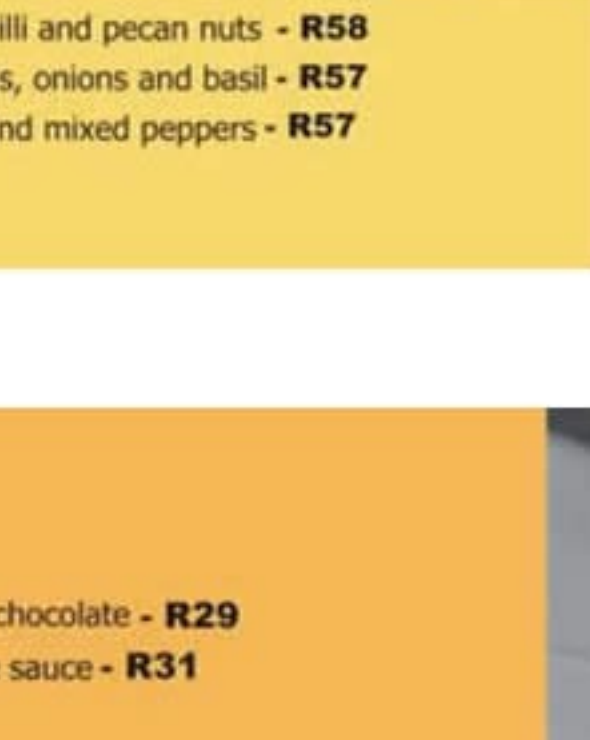 illi and pecan nuts - R58
s, onions and basil - R57
nd mixed peppers - R57
chocolate - R29
sauce - R31